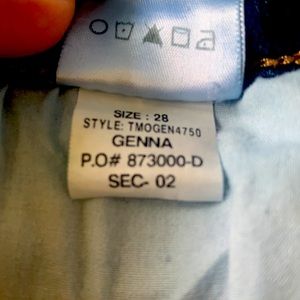 SIZE : 28
STYLE: TMOGEN4750
GENNA
P.O# 873000-D
SEC- 02